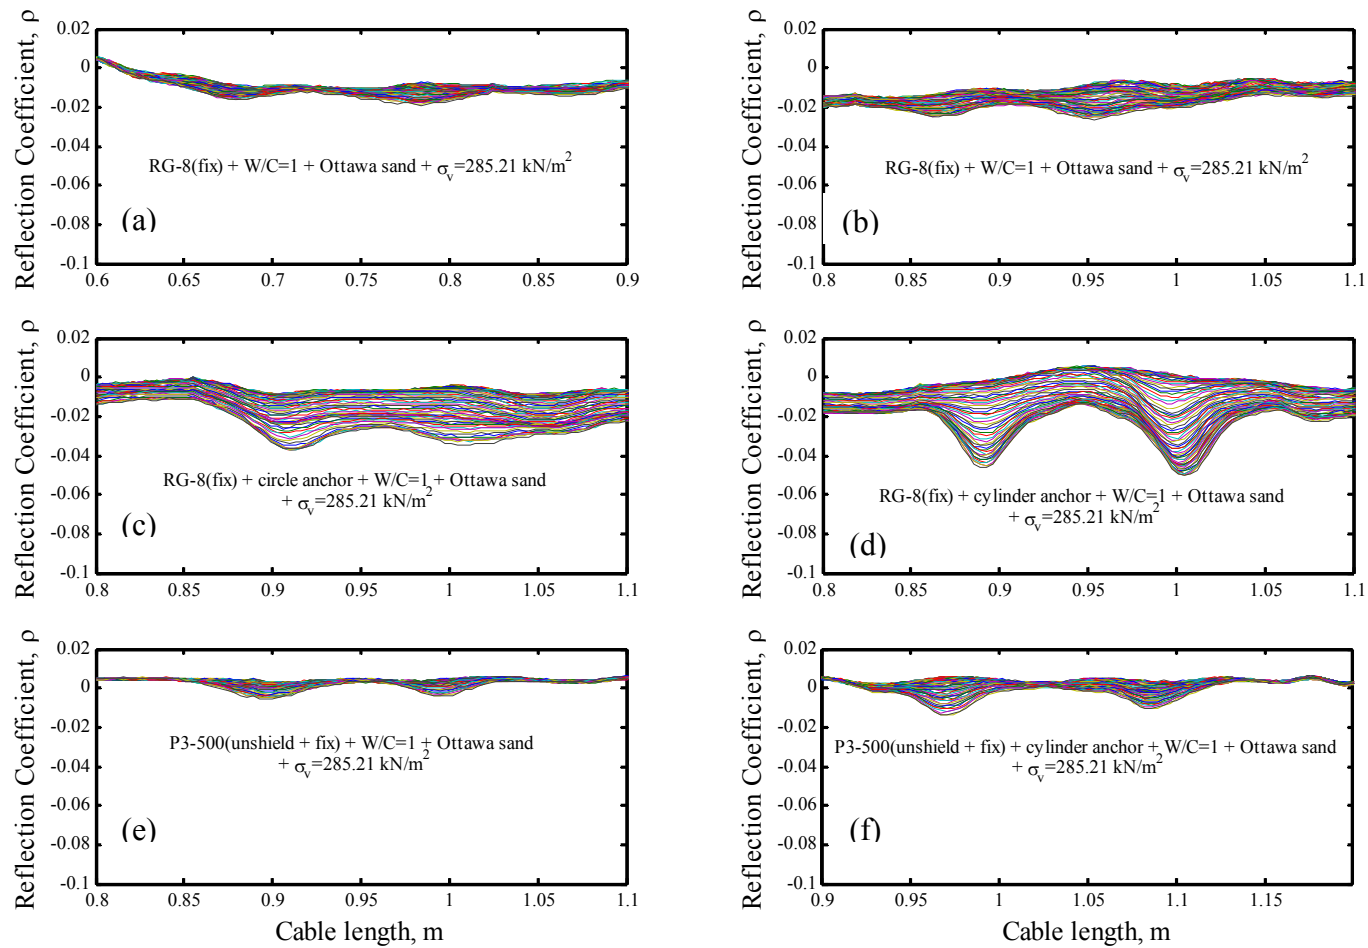 Reflection Coefficient, ρ
0.02
0
-0.02
-0.04
-0.06
-0.08
-0.1
RG-8(fix) + W/C=1 + Ottawa sand + σv=285.21 kN/m2
(a)
0.6 0.65 0.7 0.75 0.8 0.85 0.9
Reflection Coefficient, ρ
0.02
0
-0.02
-0.04
-0.06
-0.08
-0.1
RG-8(fix) + W/C=1 + Ottawa sand + σv=285.21 kN/m2
(b)
0.8 0.85 0.9 0.95 1 1.05 1.1
Reflection Coefficient, ρ
0.02
0
-0.02
-0.04
-0.06
-0.08
-0.1
RG-8(fix) + circle anchor + W/C=1 + Ottawa sand
+ σv=285.21 kN/m2
(c)
0.8 0.85 0.9 0.95 1 1.05 1.1
Reflection Coefficient, ρ
0.02
0
-0.02
-0.04
-0.06
-0.08
-0.1
RG-8(fix) + cylinder anchor + W/C=1 + Ottawa sand
+ σv=285.21 kN/m2
(d)
0.8 0.85 0.9 0.95 1 1.05 1.1
Reflection Coefficient, ρ
0.02
0
-0.02
-0.04
-0.06
-0.08
-0.1
P3-500(unshield + fix) + W/C=1 + Ottawa sand
+ σv=285.21 kN/m2
(e)
0.8 0.85 0.9 0.95 1 1.05 1.1
Cable length, m
Reflection Coefficient, ρ
0.02
0
-0.02
-0.04
-0.06
-0.08
-0.1
P3-500(unshield + fix) + cylinder anchor + W/C=1 + Ottawa sand
+ σv=285.21 kN/m2
(f)
0.9 0.95 1 1.05 1.1 1.15
Cable length, m